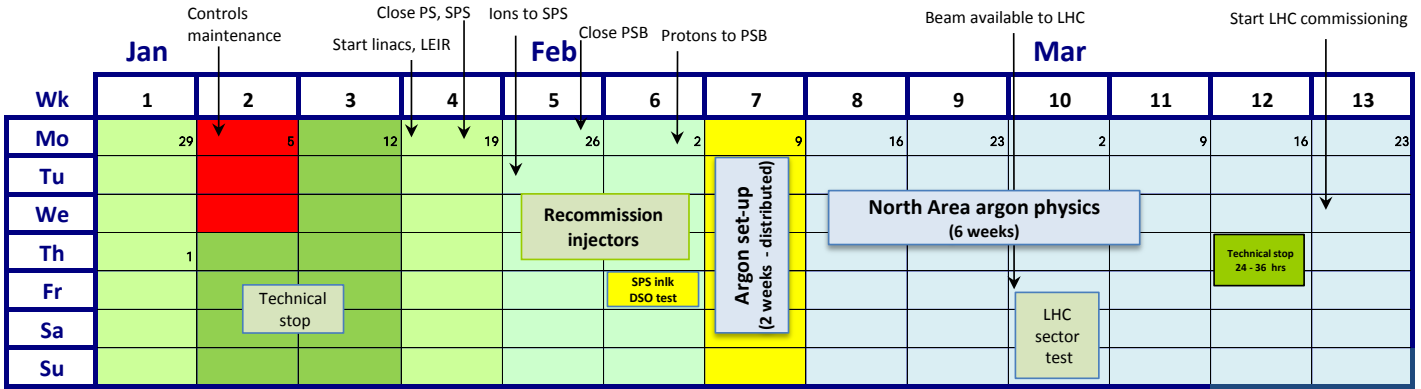 Controls
maintenance
Close PS, SPS
Start linacs, LEIR
Ions to SPS
Close PSB
Protons to PSB
Beam available to LHC
Start LHC commissioning
Jan Feb Mar
Wk 1 2 3 4 5 6 7 8 9 10 11 12 13
Mo 29 5 12 19 26 2 9 16 23 2 9 16 23
Tu
We
Th 1
Fr
Sa
Su
Technical
stop
Recommission
injectors
SPS inlk
DSO test
Argon set-up
(2 weeks - distributed)
North Area argon physics
(6 weeks)
LHC
sector
test
Technical stop
24 - 36 hrs